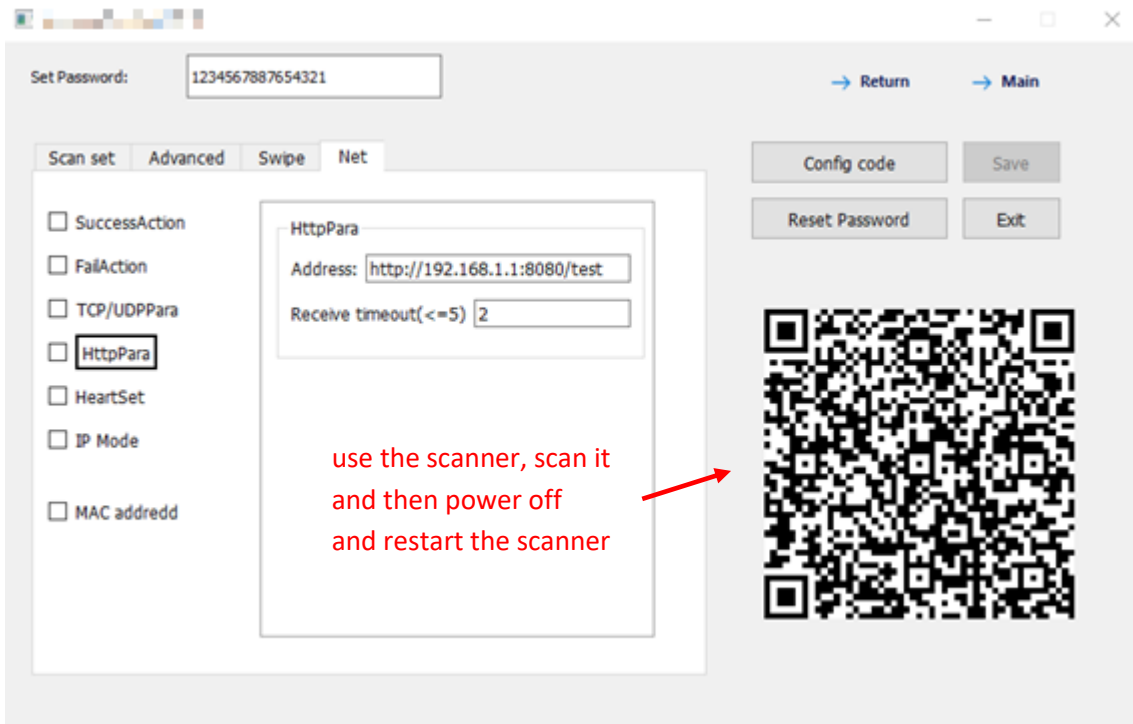 Set Password: 1234567887654321
→ Return → Main
Scan set Advanced Swipe Net
Config code Save
Reset Password Exit
SuccessAction
FailAction
TCP/UDPPara
HttpPara
HeartSet
IP Mode
MAC addredd
HttpPara
Address: http://192.168.1.1:8080/test
Receive timeout(<=5) 2
use the scanner, scan it
and then power off
and restart the scanner